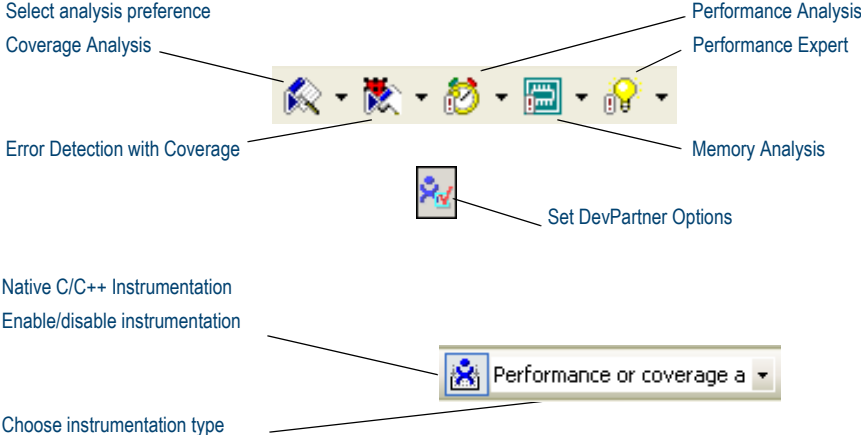 Select analysis preference
Performance Analysis
Coverage Analysis
Performance Expert
Error Detection with Coverage
Memory Analysis
Set DevPartner Options
Native C/C++ Instrumentation
Enable/disable instrumentation
Performance or coverage a
Choose instrumentation type